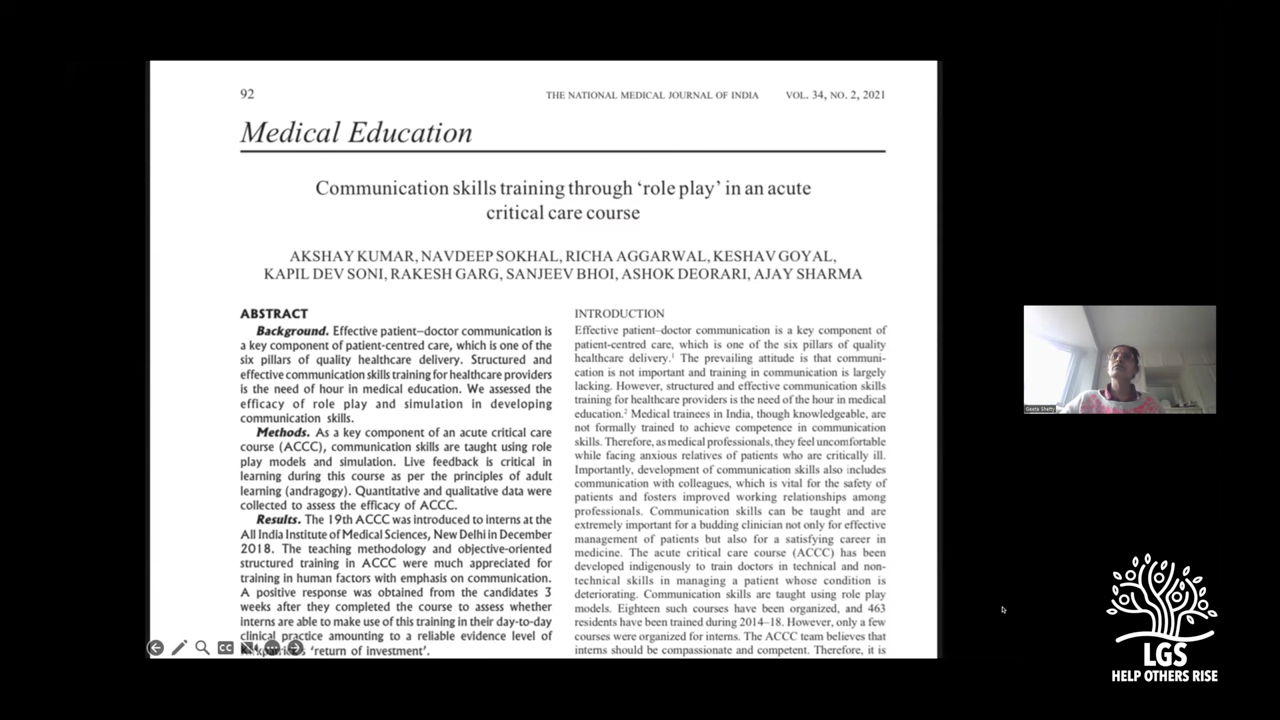 92
THE NATIONAL MEDICAL JOURNAL OF INDIA VOL. 34, NO. 2, 2021
Medical Education
Communication skills training through ‘role play’ in an acute
critical care course
AKSHAY KUMAR, NAVDEEP SOKHAL, RICHA AGGARWAL, KESHAV GOYAL,
KAPIL DEV SONI, RAKESH GARG, SANJEEV BHOI, ASHOK DEORARI, AJAY SHARMA
ABSTRACT
Background. Effective patient–doctor communication is
a key component of patient-centred care, which is one of the
six pillars of quality healthcare delivery. Structured and
effective communication skills training for healthcare providers
is the need of hour in medical education. We assessed the
efficacy of role play and simulation in developing
communication skills.
Methods. As a key component of an acute critical care
course (ACCC), communication skills are taught using role
play models and simulation. Live feedback is critical in
learning during this course as per the principles of adult
learning (andragogy). Quantitative and qualitative data were
collected to assess the efficacy of ACCC.
Results. The 19th ACCC was introduced to interns at the
All India Institute of Medical Sciences, New Delhi in December
2018. The teaching methodology and objective-oriented
structured training in ACCC were much appreciated for
training in human factors with emphasis on communication.
A positive response was obtained from the candidates 3
weeks after they completed the course to assess whether
interns are able to make use of this training in their day-to-day
clinical practice amounting to a reliable evidence level of
‘return of investment’.
INTRODUCTION
Effective patient–doctor communication is a key component of
patient-centred care, which is one of the six pillars of quality
healthcare delivery.1 The prevailing attitude is that communi-
cation is not important and training in communication is largely
lacking. However, structured and effective communication skills
training for healthcare providers is the need of the hour in medical
education.2 Medical trainees in India, though knowledgeable, are
not formally trained to achieve competence in communication
skills. Therefore, as medical professionals, they feel uncomfortable
while facing anxious relatives of patients who are critically ill.
Importantly, development of communication skills also includes
communication with colleagues, which is vital for the safety of
patients and fosters improved working relationships among
professionals. Communication skills can be taught and are
extremely important for a budding clinician not only for effective
management of patients but also for a satisfying career in
medicine. The acute critical care course (ACCC) has been
developed indigenously to train doctors in technical and non-
technical skills in managing a patient whose condition is
deteriorating. Communication skills are taught using role play
models. Eighteen such courses have been organized, and 463
residents have been trained during 2014–18. However, only a few
courses were organized for interns. The ACCC team believes that
interns should be compassionate and competent. Therefore, it is
CC
Geeta Shetty
LGS
HELP OTHERS RISE